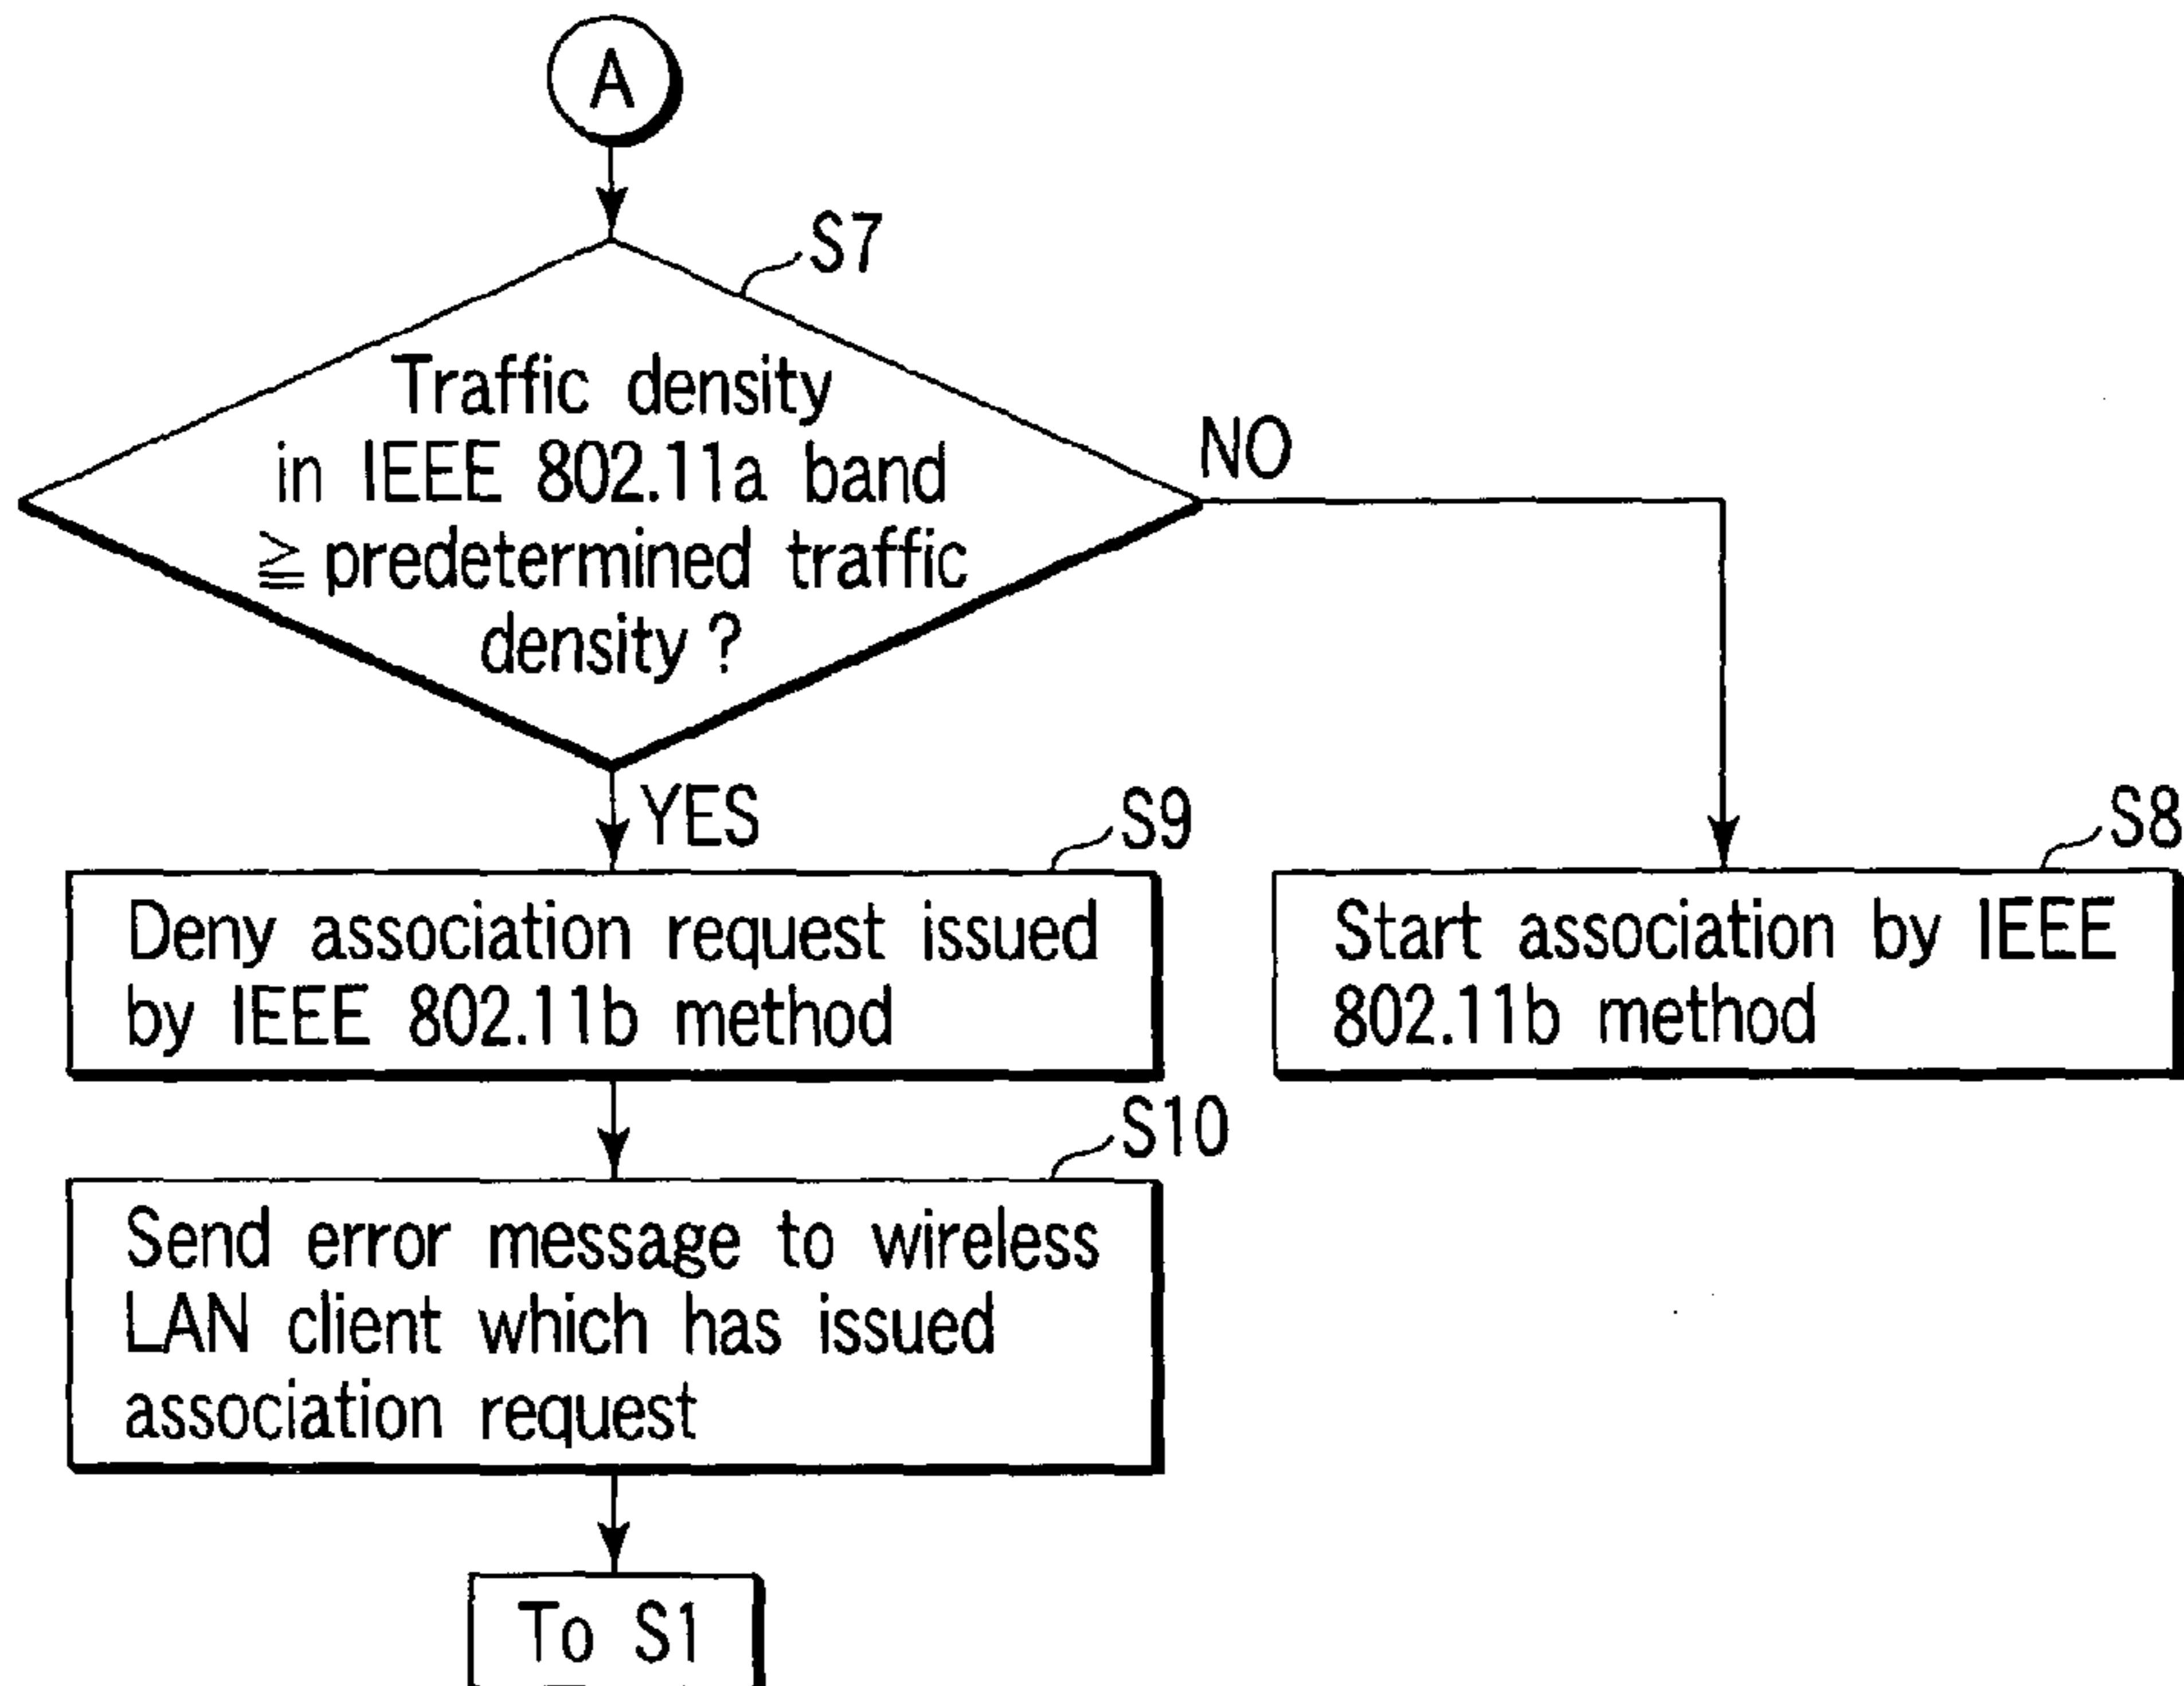 A
S7
Traffic density
in IEEE 802.11a band
≧ predetermined traffic
density ?
NO
YES
S9
Deny association request issued
by IEEE 802.11b method
S8
Start association by IEEE
802.11b method
S10
Send error message to wireless
LAN client which has issued
association request
To S1